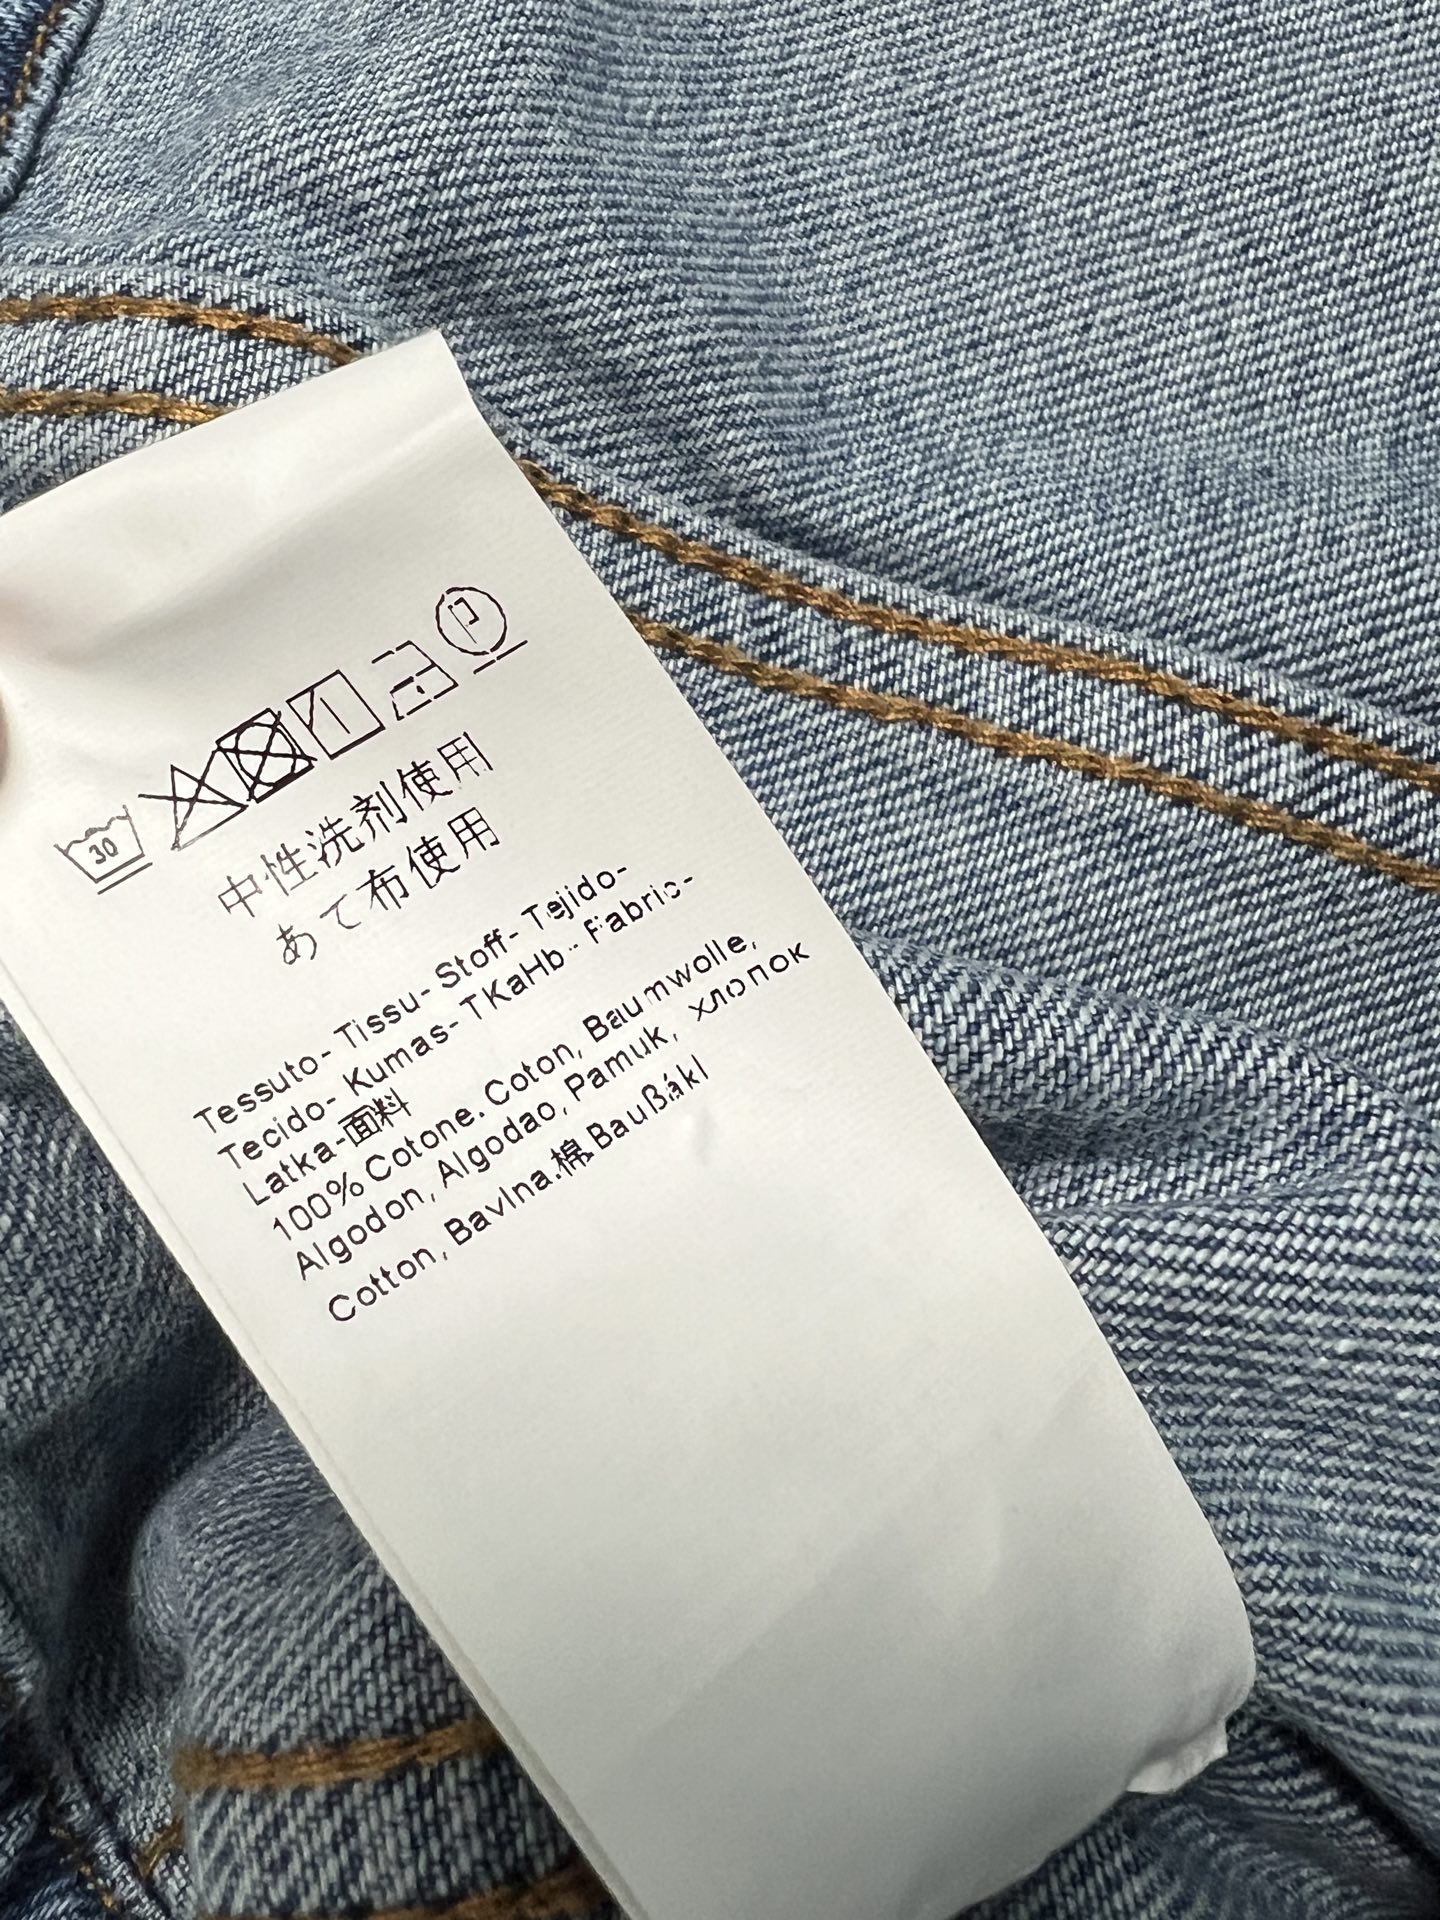 30
P
中性洗剤使用
あて布使用
Tessuto- Tissu- Stoff- Tejido-
Tecido- Kumas- TKaHb- Fabric-
Latka-面料
100% Cotone. Coton, Baumwolle,
Algodon, Algodao, Pamuk, хлопок
Cotton, Bavlna.棉